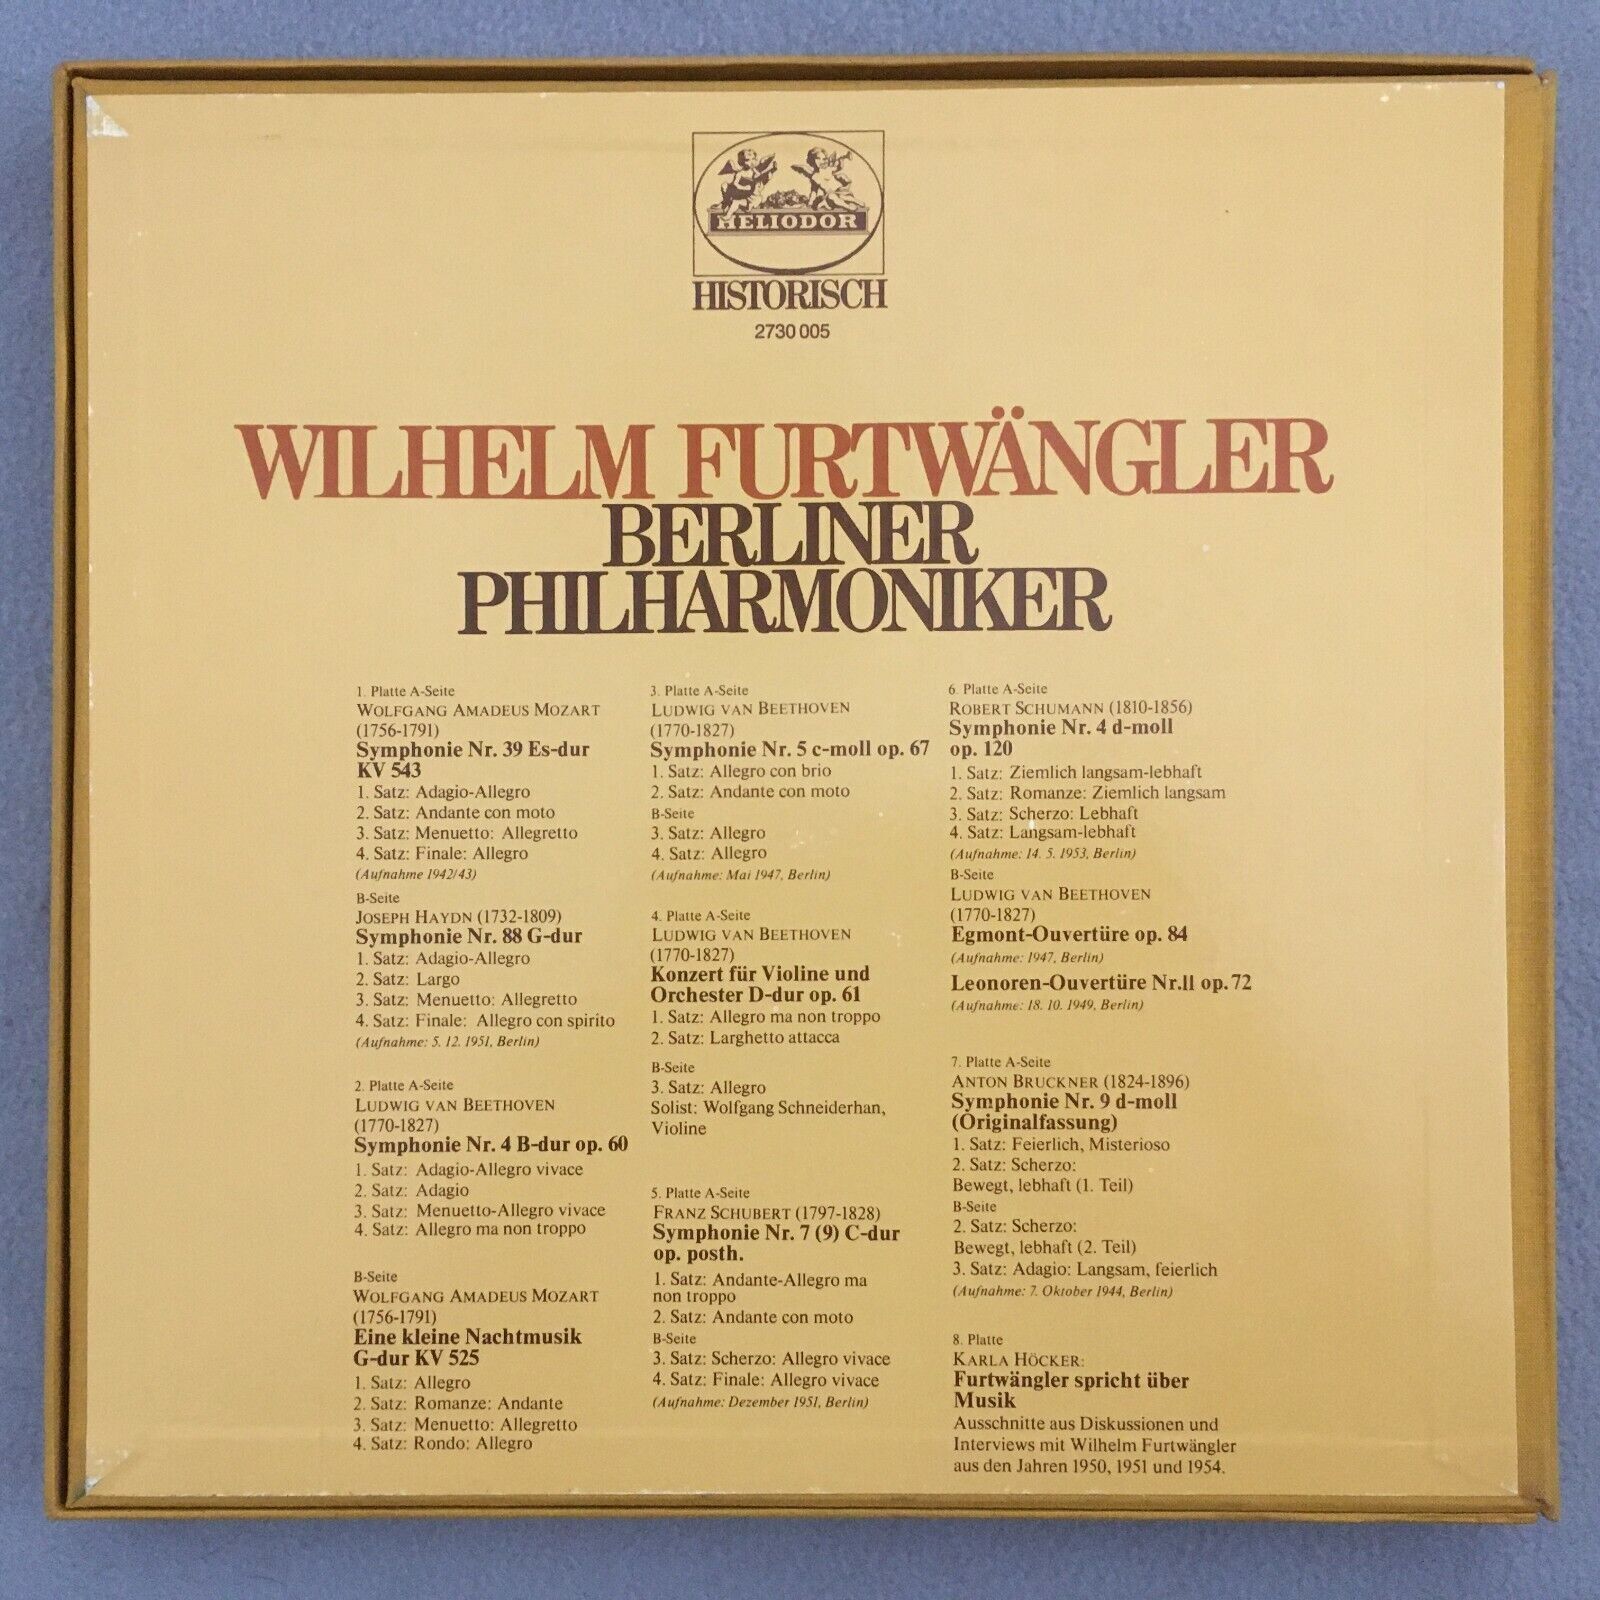 HELIODOR
HISTORISCH
2730 005
WILHELM FURTWÄNGLER
BERLINER
PHILHARMONIKER
1. Platte A-Seite
WOLFGANG AMADEUS MOZART
(1756-1791)
Symphonie Nr. 39 Es-dur
KV 543
1. Satz: Adagio-Allegro
2. Satz: Andante con moto
3. Satz: Menuetto: Allegretto
4. Satz: Finale: Allegro
(Aufnahme 1942/43)
B-Seite
JOSEPH HAYDN (1732-1809)
Symphonie Nr. 88 G-dur
1. Satz: Adagio-Allegro
2. Satz: Largo
3. Satz: Menuetto: Allegretto
4. Satz: Finale: Allegro con spirito
(Aufnahme: 5. 12. 1951, Berlin)
2. Platte A-Seite
LUDWIG VAN BEETHOVEN
(1770-1827)
Symphonie Nr. 4 B-dur op. 60
1. Satz: Adagio-Allegro vivace
2. Satz: Adagio
3. Satz: Menuetto-Allegro vivace
4. Satz: Allegro ma non troppo
B-Seite
WOLFGANG AMADEUS MOZART
(1756-1791)
Eine kleine Nachtmusik
G-dur KV 525
1. Satz: Allegro
2. Satz: Romanze: Andante
3. Satz: Menuetto: Allegretto
4. Satz: Rondo: Allegro
3. Platte A-Seite
LUDWIG VAN BEETHOVEN
(1770-1827)
Symphonie Nr. 5 c-moll op. 67
1. Satz: Allegro con brio
2. Satz: Andante con moto
B-Seite
3. Satz: Allegro
4. Satz: Allegro
(Aufnahme: Mai 1947, Berlin)
4. Platte A-Seite
LUDWIG VAN BEETHOVEN
(1770-1827)
Konzert für Violine und
Orchester D-dur op. 61
1. Satz: Allegro ma non troppo
2. Satz: Larghetto attacca
B-Seite
3. Satz: Allegro
Solist: Wolfgang Schneiderhan,
Violine
5. Platte A-Seite
FRANZ SCHUBERT (1797-1828)
Symphonie Nr. 7 (9) C-dur
op. posth.
1. Satz: Andante-Allegro ma
non troppo
2. Satz: Andante con moto
B-Seite
3. Satz: Scherzo: Allegro vivace
4. Satz: Finale: Allegro vivace
(Aufnahme: Dezember 1951, Berlin)
6. Platte A-Seite
ROBERT SCHUMANN (1810-1856)
Symphonie Nr. 4 d-moll
op. 120
1. Satz: Ziemlich langsam-lebhaft
2. Satz: Romanze: Ziemlich langsam
3. Satz: Scherzo: Lebhaft
4. Satz: Langsam-lebhaft
(Aufnahme: 14. 5. 1953, Berlin)
B-Seite
LUDWIG VAN BEETHOVEN
(1770-1827)
Egmont-Ouvertüre op. 84
(Aufnahme: 1947, Berlin)
Leonoren-Ouvertüre Nr.II op. 72
(Aufnahme: 18. 10. 1949, Berlin)
7. Platte A-Seite
ANTON BRUCKNER (1824-1896)
Symphonie Nr. 9 d-moll
(Originalfassung)
1. Satz: Feierlich, Misterioso
2. Satz: Scherzo:
Bewegt, lebhaft (1. Teil)
B-Seite
2. Satz: Scherzo:
Bewegt, lebhaft (2. Teil)
3. Satz: Adagio: Langsam, feierlich
(Aufnahme: 7. Oktober 1944, Berlin)
8. Platte
KARLA HÖCKER:
Furtwängler spricht über
Musik
Ausschnitte aus Diskussionen und
Interviews mit Wilhelm Furtwängler
aus den Jahren 1950, 1951 und 1954.